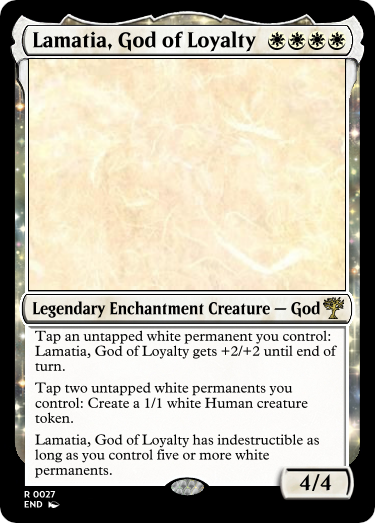 Lamatia, God of Loyalty
Legendary Enchantment Creature — God
Tap an untapped white permanent you control:
Lamatia, God of Loyalty gets +2/+2 until end of
turn.
Tap two untapped white permanents you
control: Create a 1/1 white Human creature
token.
Lamatia, God of Loyalty has indestructible as
long as you control five or more white
permanents.
4/4
R 0027
END